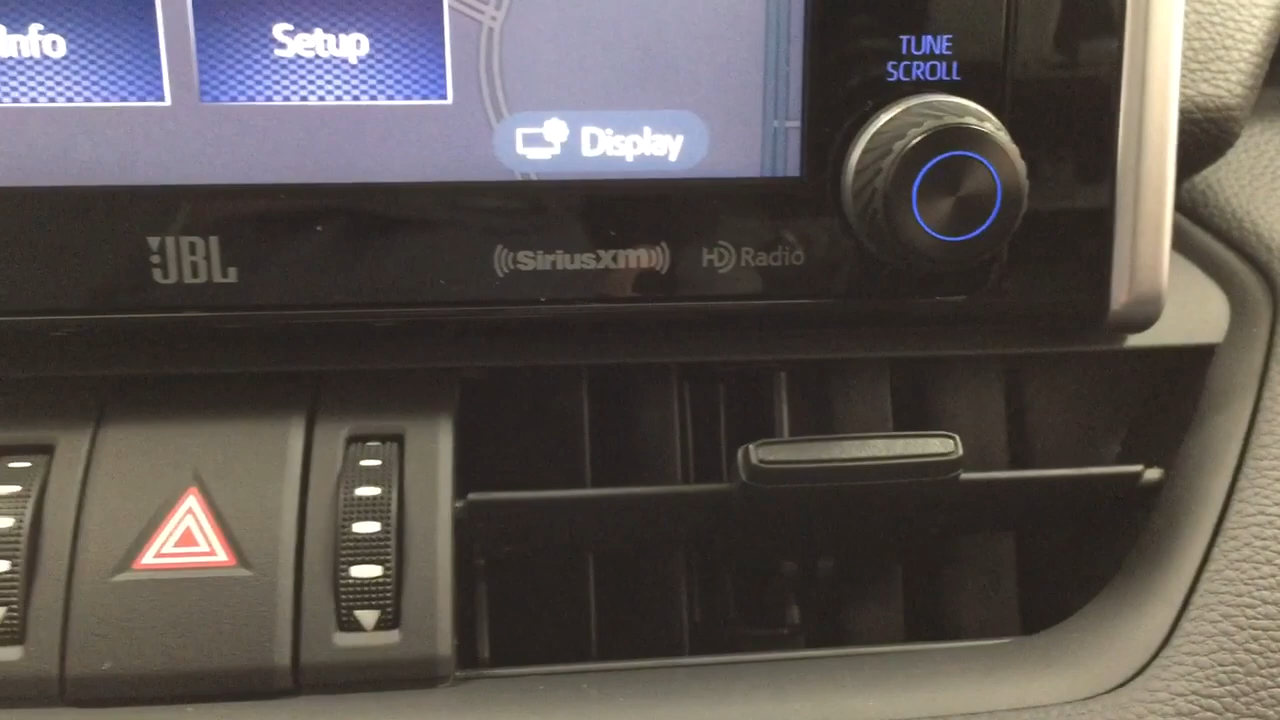 Info
Setup
TUNE
SCROLL
Display
JBL
SiriusXM
HD Radio